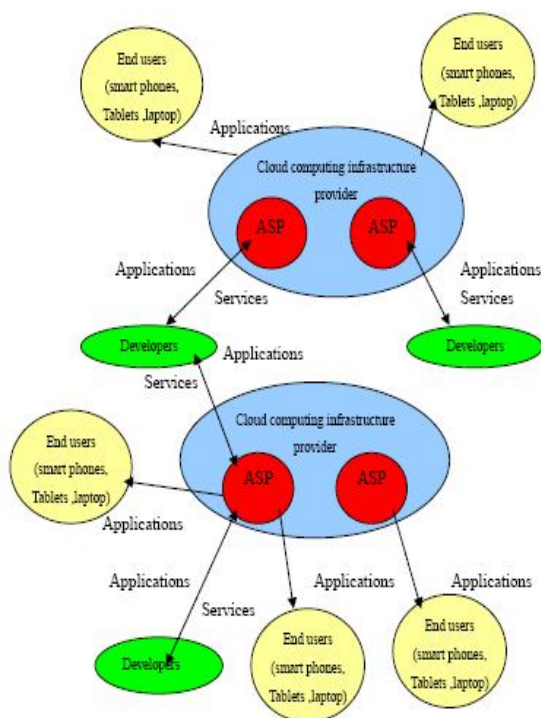 End users
(smart phones,
Tablets ,laptop)
End users
(smart phones,
Tablets ,laptop)
Applications
Cloud computing infrastructure
provider
ASP
ASP
Applications
Services
Applications
Services
Developers
Developers
Applications
Services
Cloud computing infrastructure
provider
End users
(smart phones,
Tablets ,laptop)
ASP
ASP
Applications
Applications
Applications
Applications
Services
End users
(smart phones,
Tablets ,laptop)
End users
(smart phones,
Tablets ,laptop)
Developers